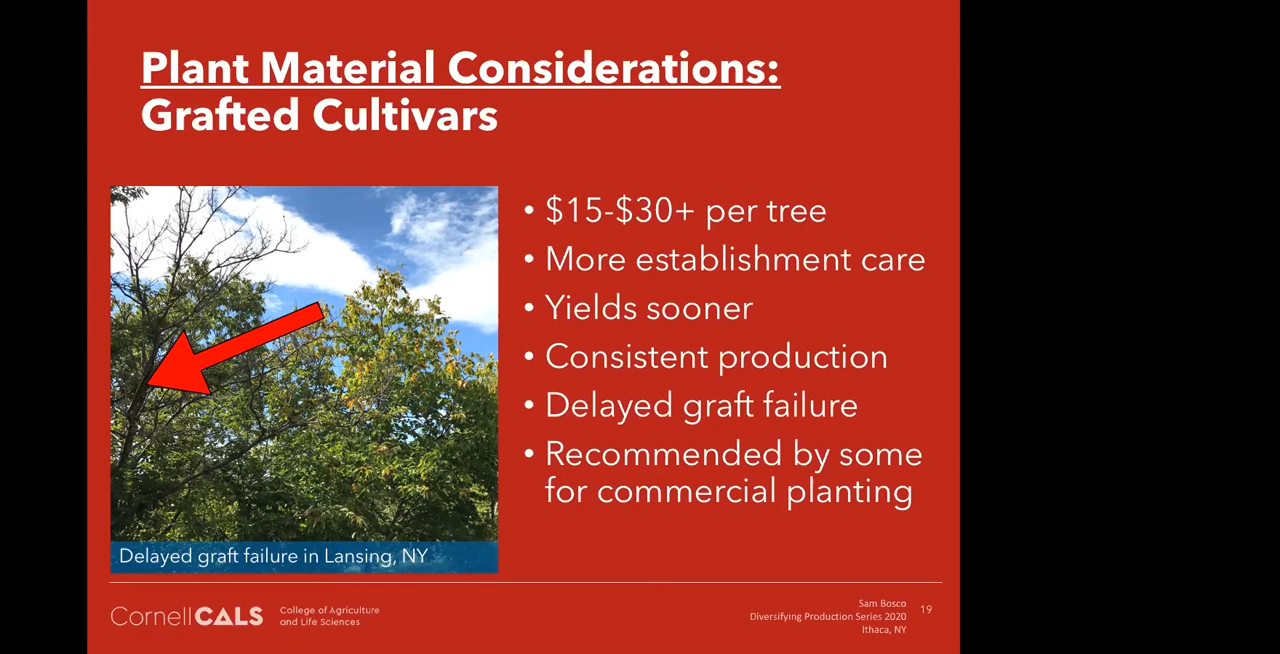 Plant Material Considerations:
Grafted Cultivars
• $15-$30+ per tree
• More establishment care
• Yields sooner
• Consistent production
• Delayed graft failure
• Recommended by some
for commercial planting
Delayed graft failure in Lansing, NY
CornellCALS
College of Agriculture
and Life Sciences
Sam Bosco
Diversifying Production Series 2020
Ithaca, NY
19